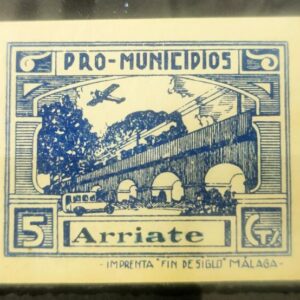 PRO-MUNICIPIOS
5 Arriate Cts
- IMPRENTA "FIN DE SIGLO" MÁLAGA -